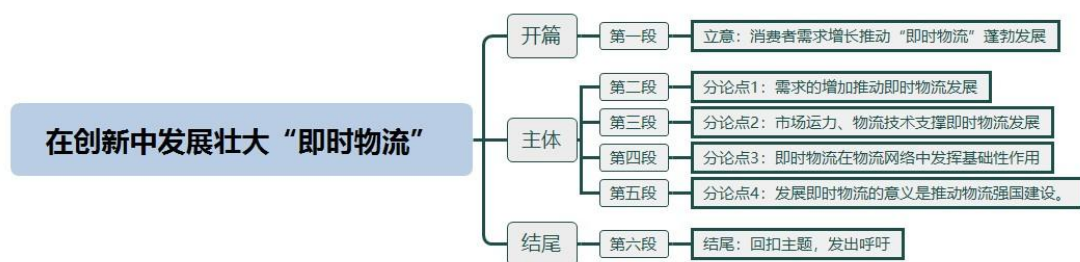 在创新中发展壮大“即时物流”
开篇
第一段
立意：消费者需求增长推动“即时物流”蓬勃发展
主体
第二段
分论点1：需求的增加推动即时物流发展
第三段
分论点2：市场运力、物流技术支撑即时物流发展
第四段
分论点3：即时物流在物流网络中发挥基础性作用
第五段
分论点4：发展即时物流的意义是推动物流强国建设。
结尾
第六段
结尾：回扣主题，发出呼吁